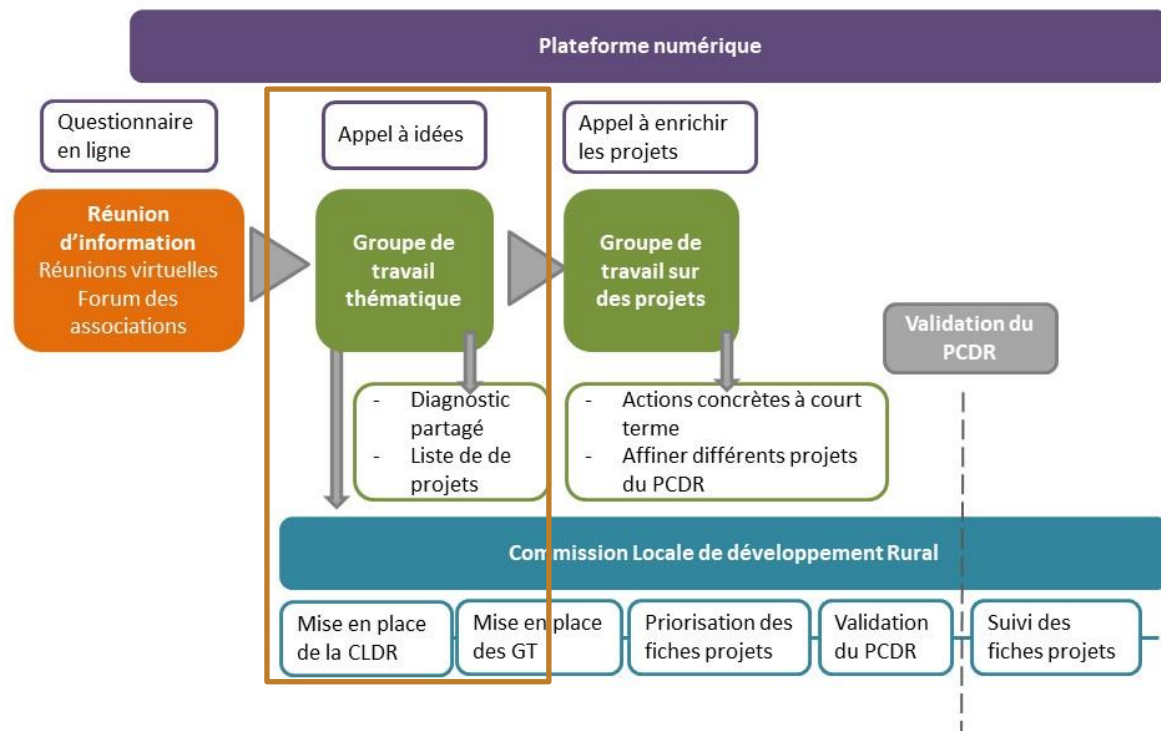 Plateforme numérique
Questionnaire
en ligne
Appel à idées
Appel à enrichir
les projets
Réunion
d’information
Réunions virtuelles
Forum des
associations
Groupe de
travail
thématique
Groupe de
travail sur
des projets
Validation du
PCDR
- Diagnostic
partagé
- Liste de de
projets
- Actions concrètes à court
terme
- Affiner différents projets
du PCDR
Commission Locale de développement Rural
Mise en place
de la CLDR
Mise en place
des GT
Priorisation des
fiches projets
Validation
du PCDR
Suivi des
fiches projets